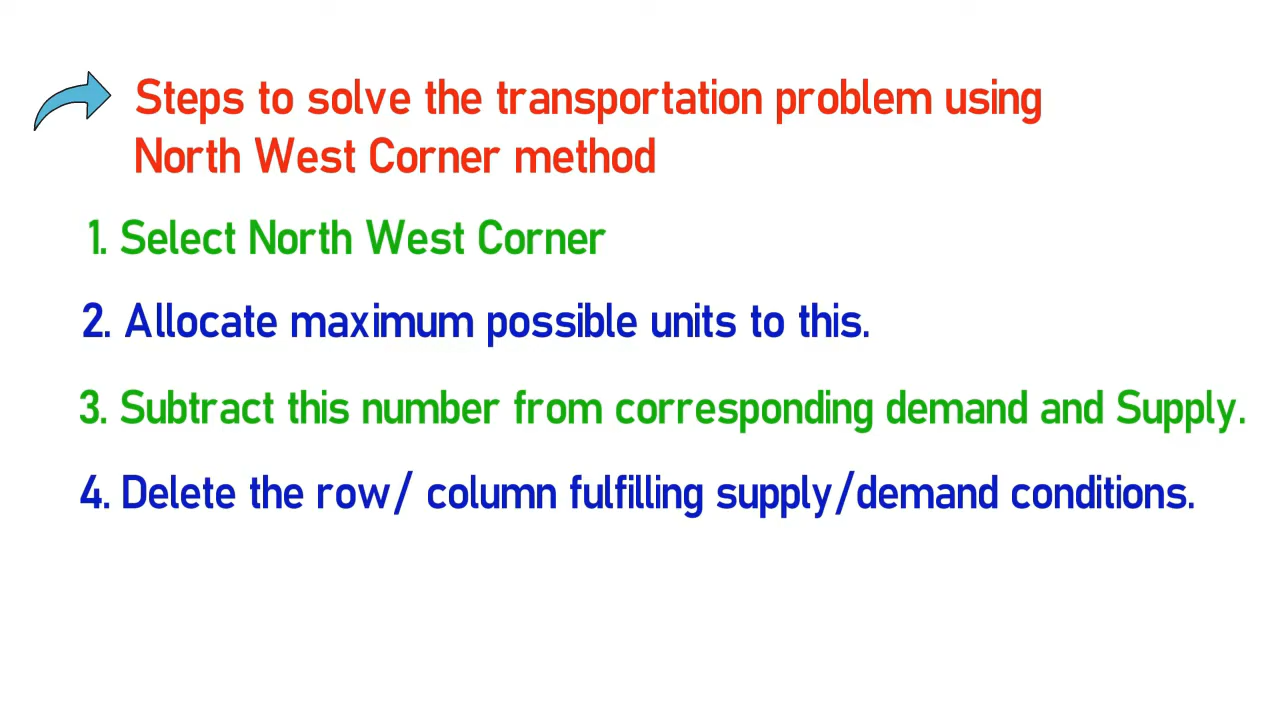 Steps to solve the transportation problem using
North West Corner method
1. Select North West Corner
2. Allocate maximum possible units to this.
3. Subtract this number from corresponding demand and Supply.
4. Delete the row/ column fulfilling supply/demand conditions.